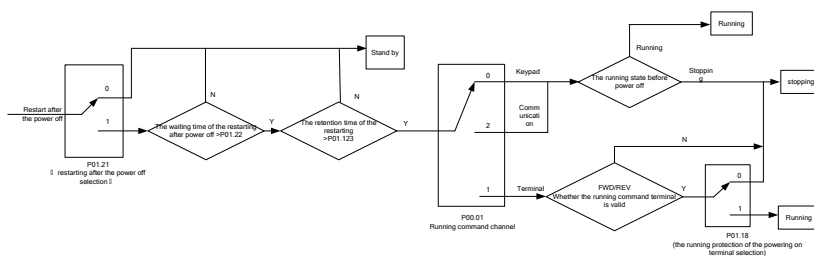 Restart after
the power off
0
1
P01.21
( restarting after the power off
selection )
N
The waiting time of the restarting
after power off >P01.22
Y
N
The retention time of the
restarting
>P01.123
Y
Stand by
0
2
1
P00.01
Running command channel
Keypad
Comm
unicati
on
Terminal
Running
Running
The running state before
power off
Stoppin
g
stopping
N
FWD/REV
Whether the running command terminal
is valid
Y
0
1
P01.18
(the running protection of the powering on
terminal selection)
Running